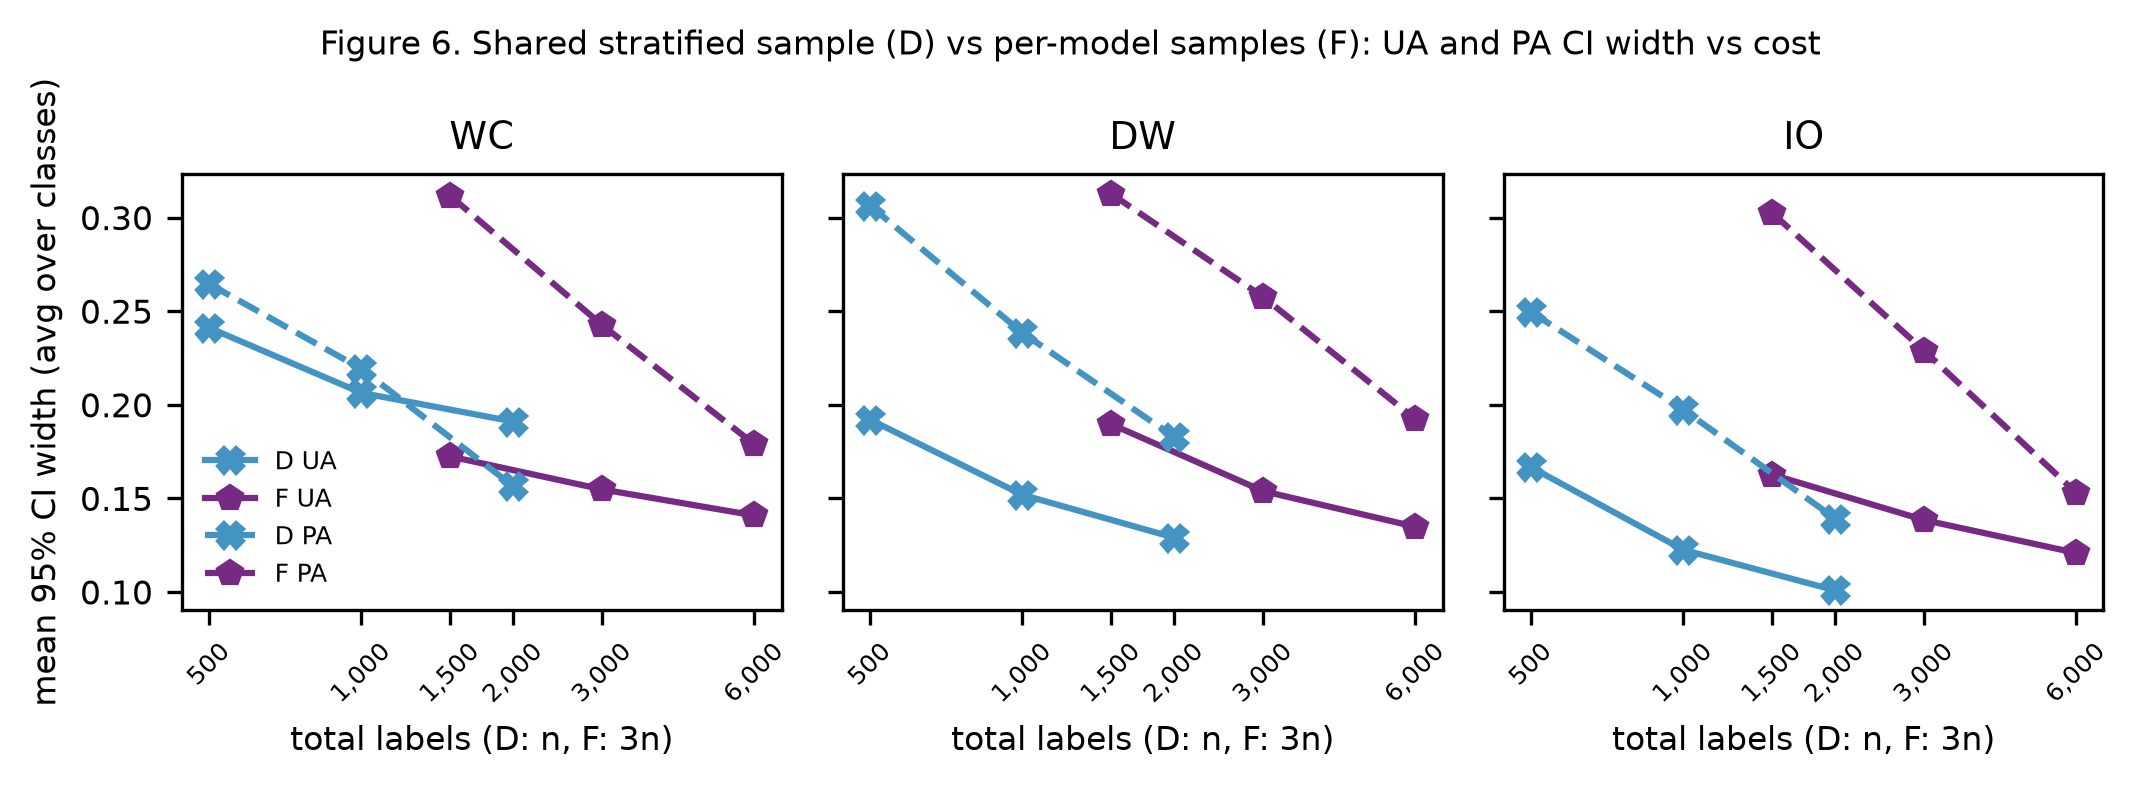 Figure 6. Shared stratified sample (D) vs per-model samples (F): UA and PA CI width vs cost
mean 95% CI width (avg over classes)
WC
0.30
0.25
0.20
0.15
0.10
D UA
F UA
D PA
F PA
500
1,000
1,500
2,000
3,000
6,000
total labels (D: n, F: 3n)
DW
500
1,000
1,500
2,000
3,000
6,000
total labels (D: n, F: 3n)
IO
500
1,000
1,500
2,000
3,000
6,000
total labels (D: n, F: 3n)